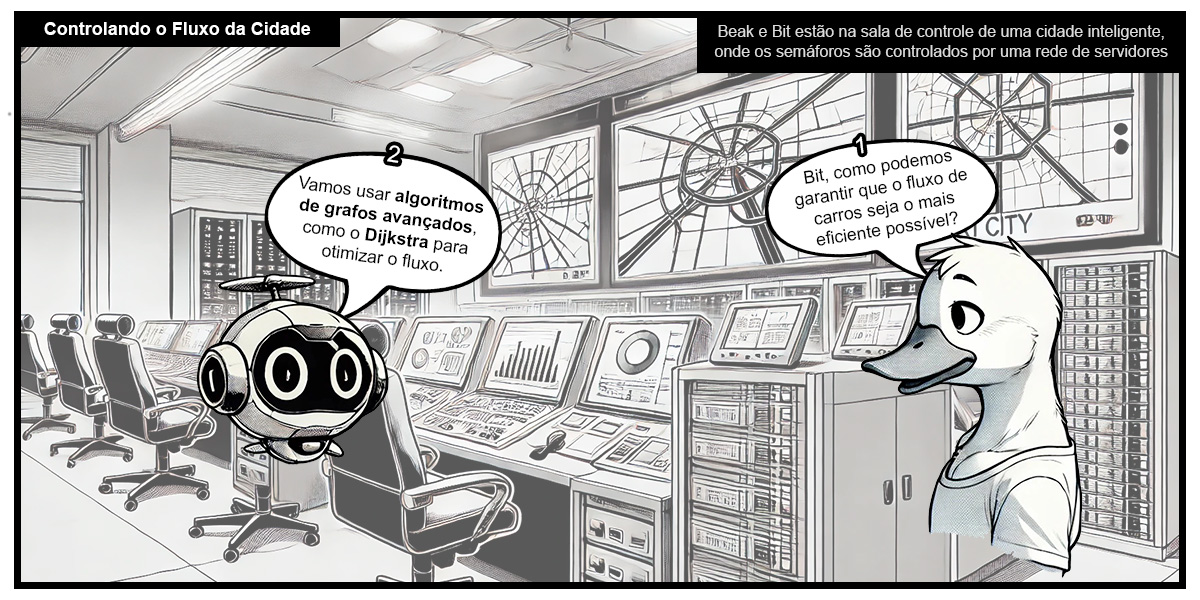 Controlando o Fluxo da Cidade
Beak e Bit estão na sala de controle de uma cidade inteligente,
onde os semáforos são controlados por uma rede de servidores
1
Bit, como podemos
garantir que o fluxo de
carros seja o mais
eficiente possível?
2
Vamos usar algoritmos
de grafos avançados,
como o Dijkstra para
otimizar o fluxo.
CITY